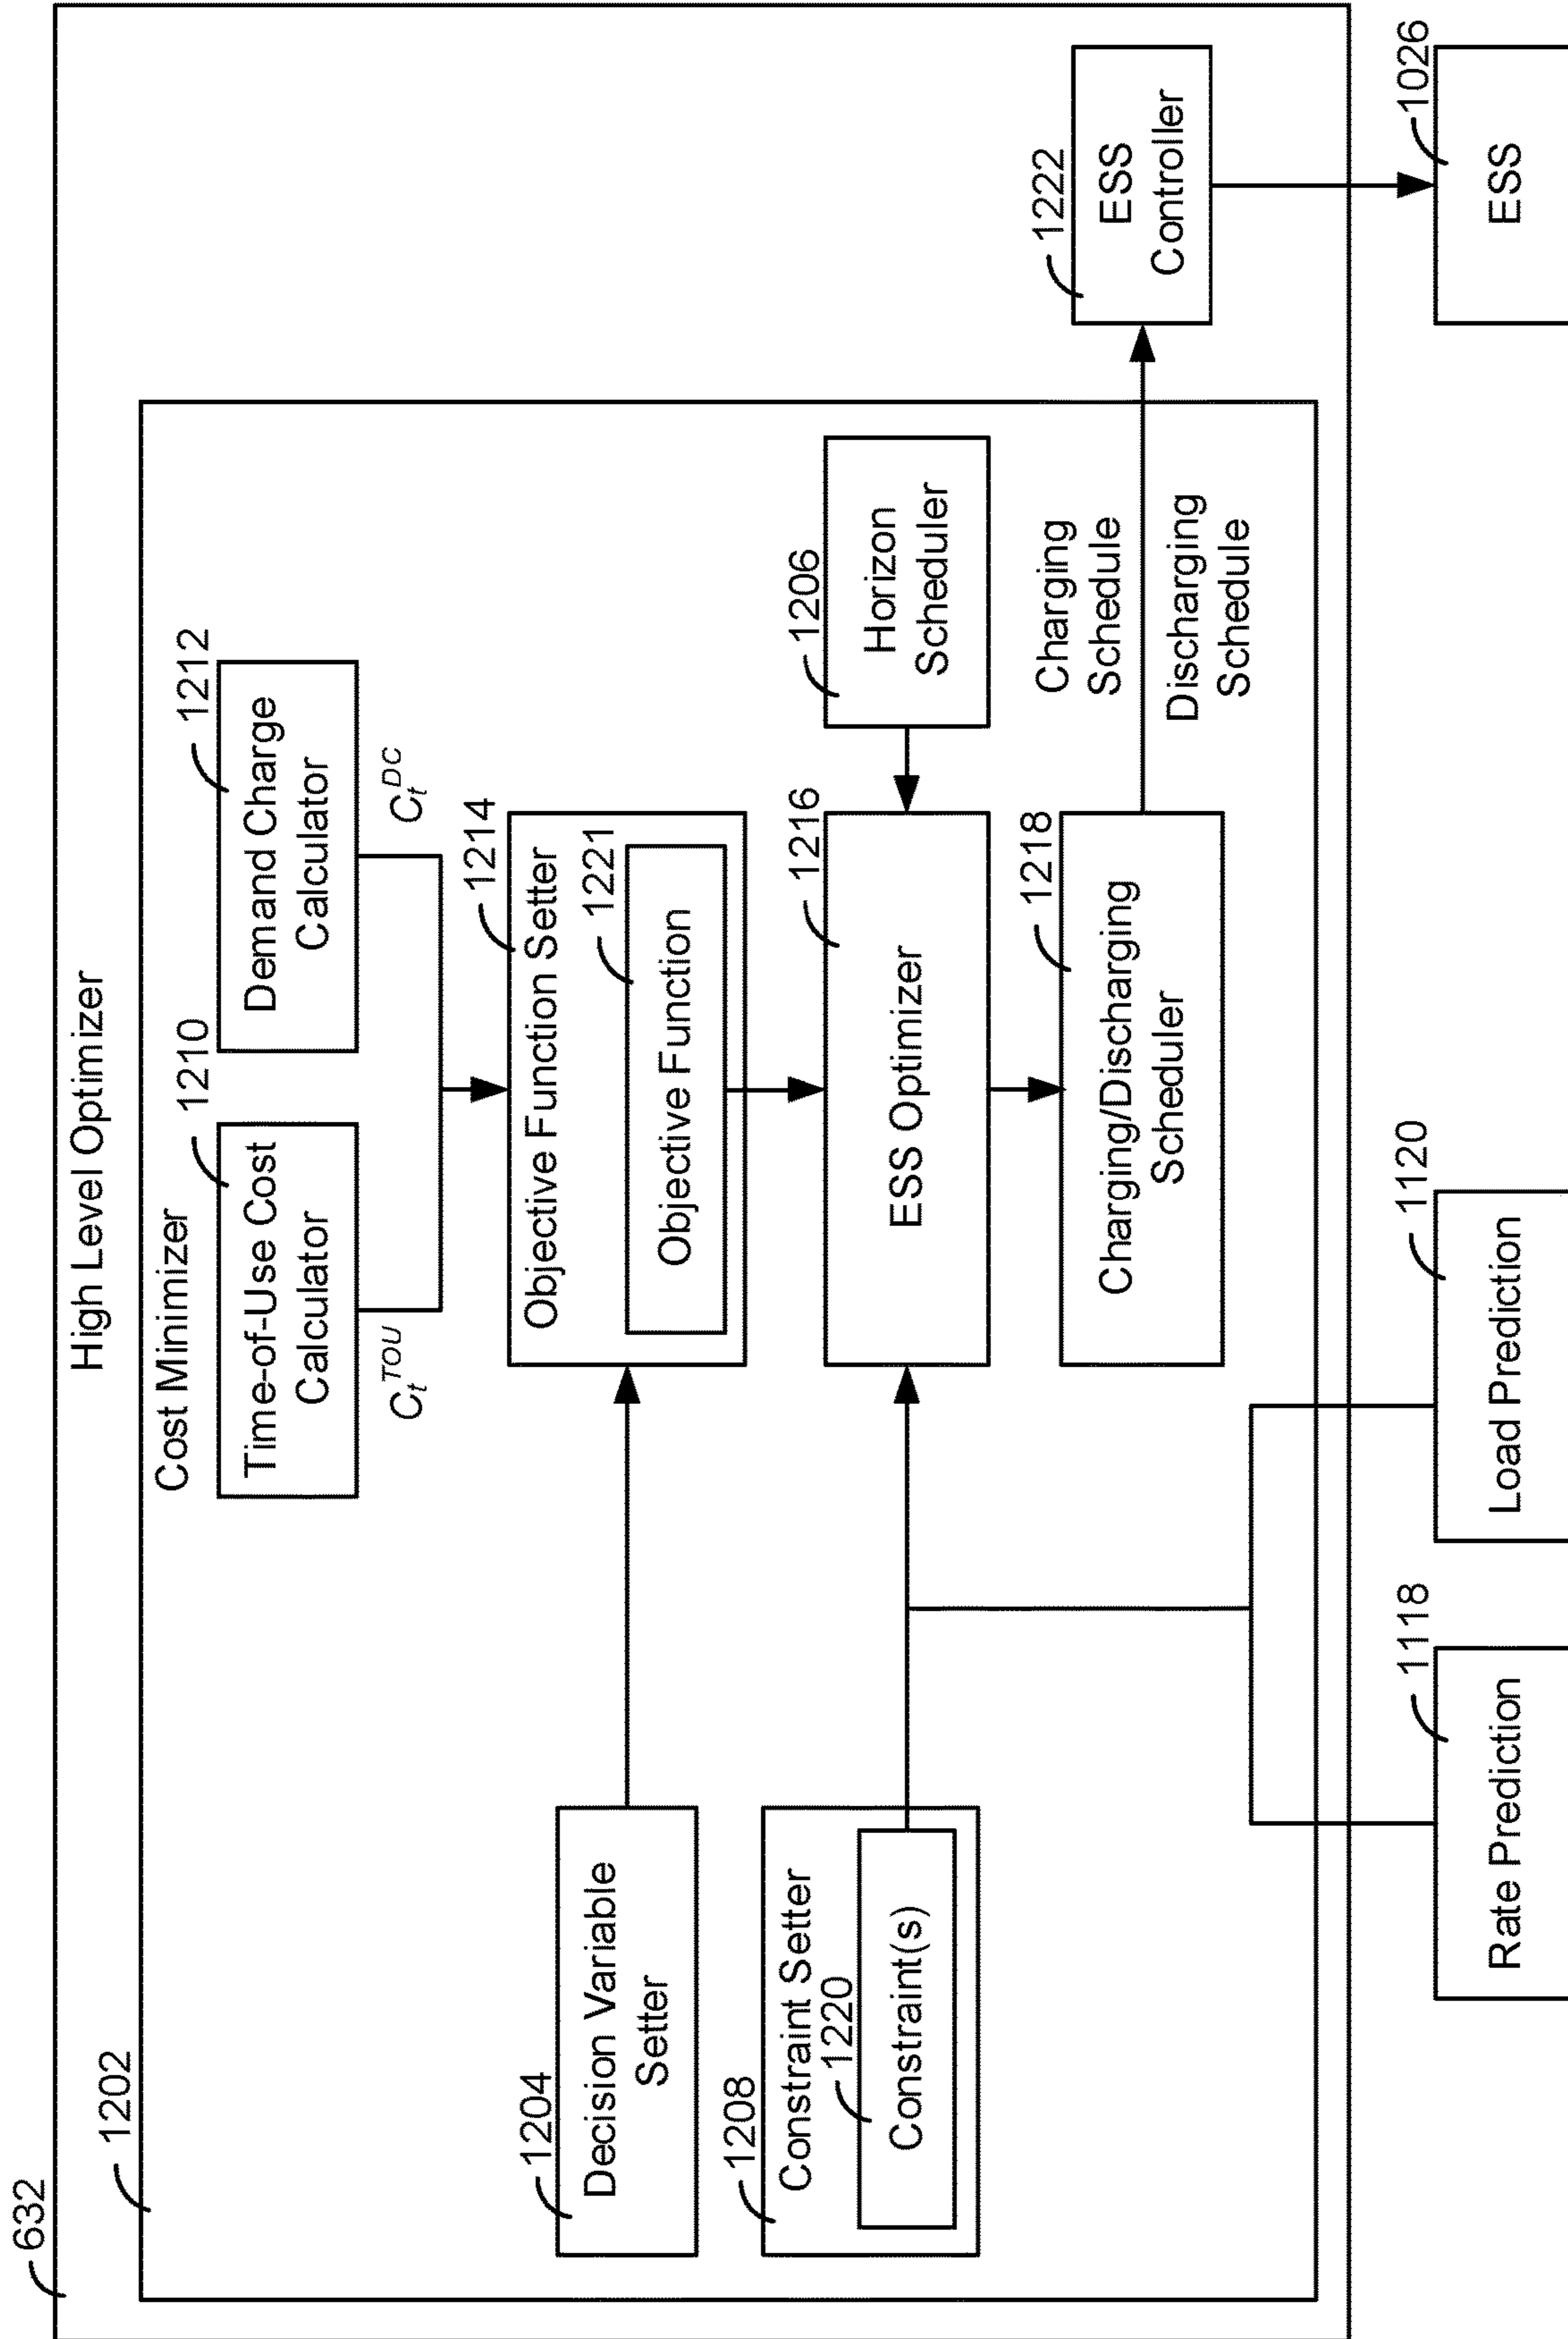 632
High Level Optimizer
1202
Cost Minimizer
1210
1212
Time-of-Use Cost
Calculator
Demand Charge
Calculator
C_t^{TOU}
C_t^{DC}
1214
1204
Decision Variable
Setter
Objective Function Setter
1221
Objective Function
1208
Constraint Setter
1220
Constraint(s)
1216
ESS Optimizer
1206
Horizon
Scheduler
1218
Charging/Discharging
Scheduler
Charging
Schedule
Discharging
Schedule
1222
ESS
Controller
1118
Rate Prediction
1120
Load Prediction
1026
ESS